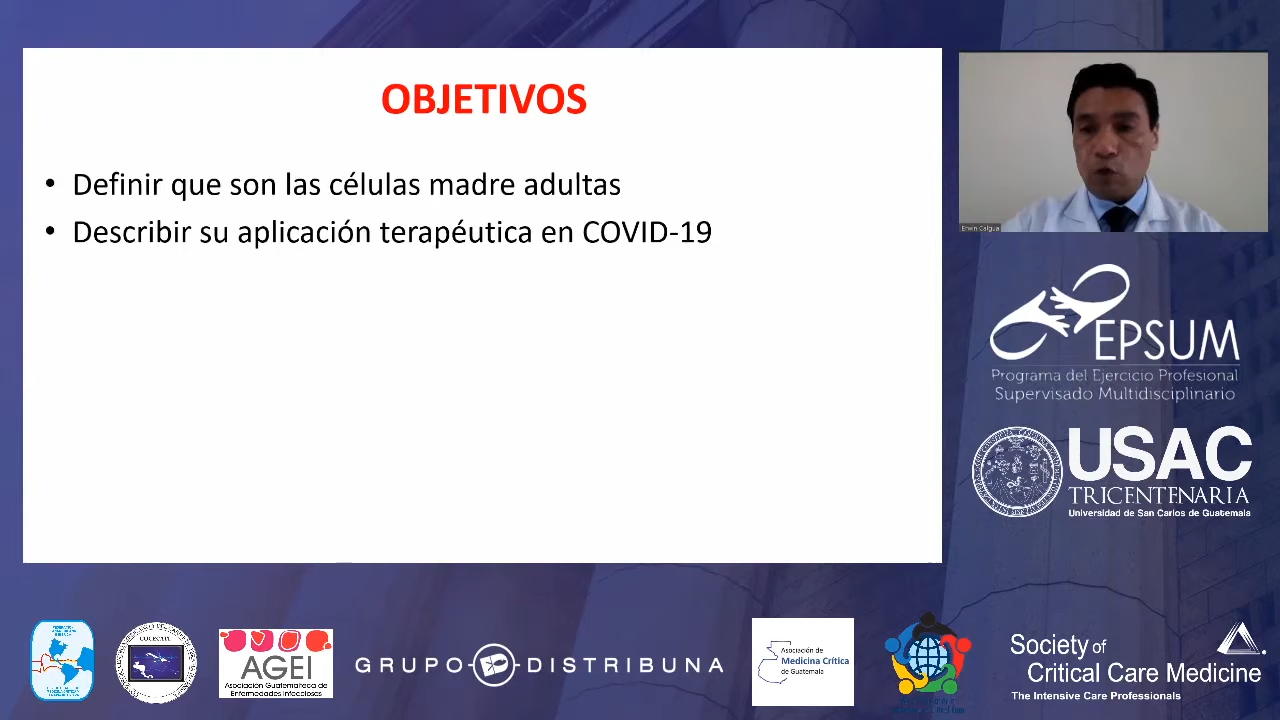 OBJETIVOS
• Definir que son las células madre adultas
• Describir su aplicación terapéutica en COVID-19
Erwin Calgua
EPSUM
Programa del Ejercicio Profesional
Supervisado Multidisciplinario
USAC
TRICENTENARIA
Universidad de San Carlos de Guatemala
COCECATI
AGEI
Asociación Guatemalteca de
Enfermedades Infecciosas
GRUPO DISTRIBUNA
Asociación de
Medicina Crítica
de Guatemala
Society of
Critical Care Medicine
The Intensive Care Professionals